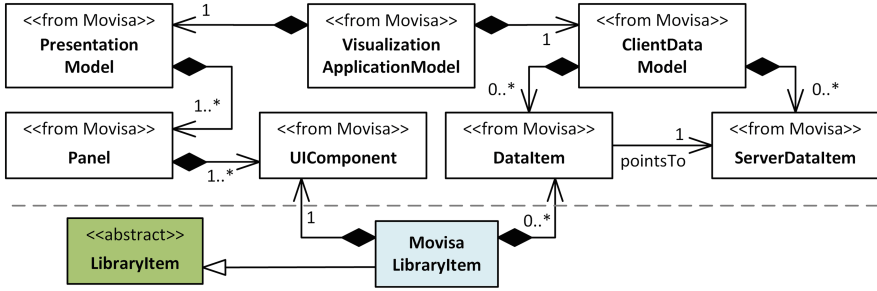 <<from Movisa>>
Presentation
Model
1
<<from Movisa>>
Visualization
ApplicationModel
1
<<from Movisa>>
ClientData
Model
1..*
0..*
0..*
<<from Movisa>>
Panel
1..*
<<from Movisa>>
UIComponent
<<from Movisa>>
DataItem
1
pointsTo
<<from Movisa>>
ServerDataItem
1
0..*
<<abstract>>
LibraryItem
Movisa
LibraryItem